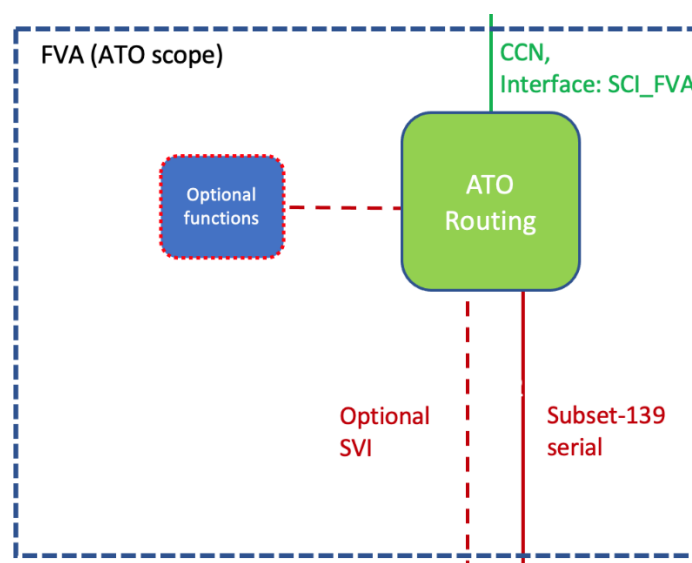 FVA (ATO scope)
CCN,
Interface: SCI_FVA
Optional
functions
ATO
Routing
Optional
SVI
Subset-139
serial